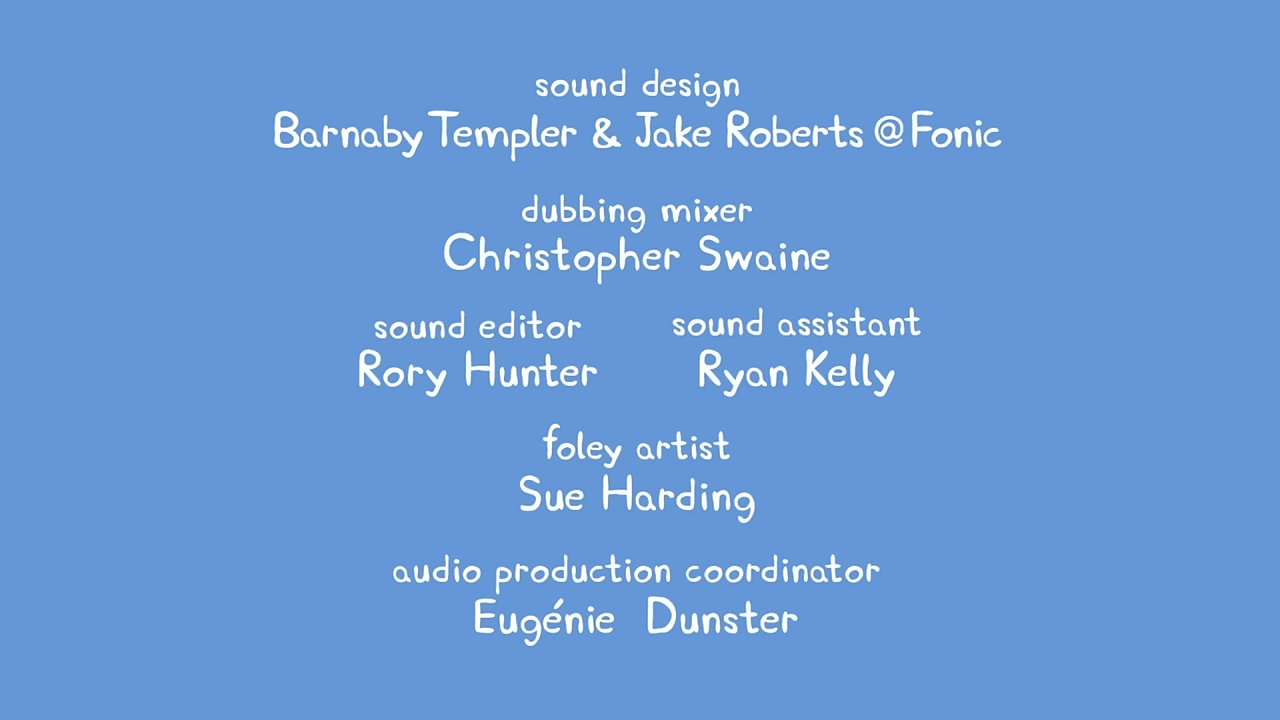 sound design
Barnaby Templer & Jake Roberts @ Fonic
dubbing mixer
Christopher Swaine
sound editor
Rory Hunter
sound assistant
Ryan Kelly
foley artist
Sue Harding
audio production coordinator
Eugénie Dunster